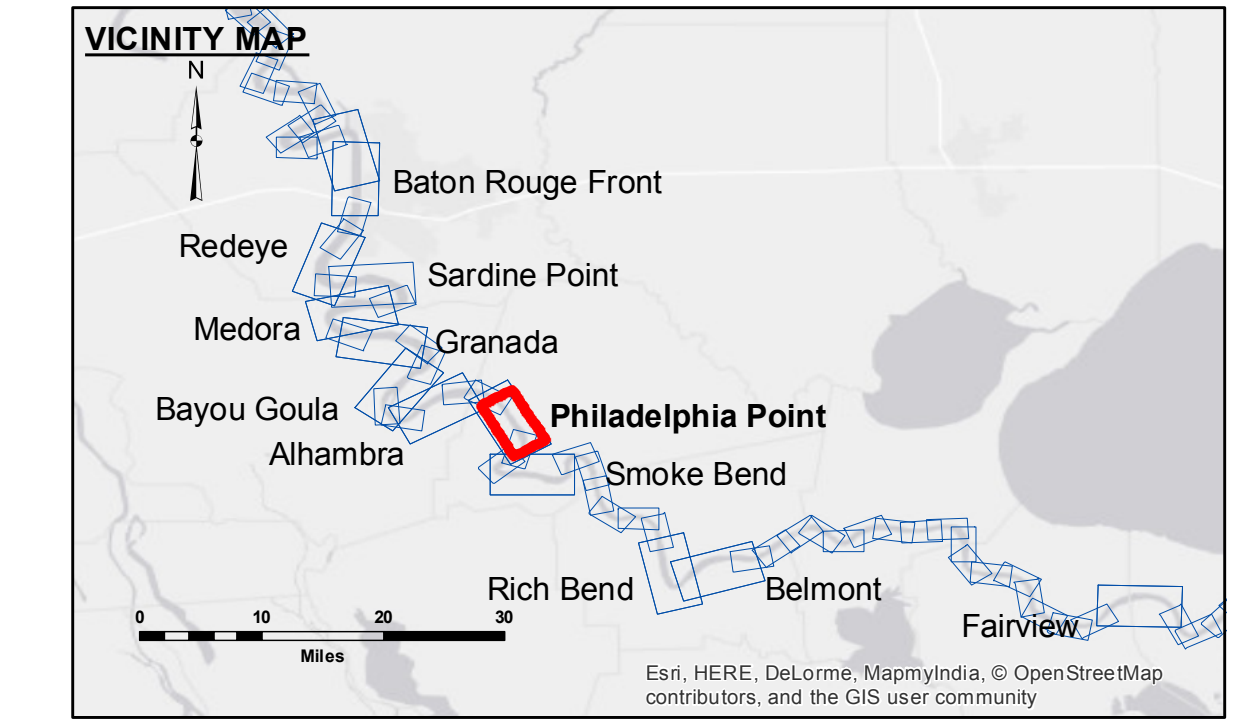 VICINITY MAP
N
Baton Rouge Front
Redeye
Sardine Point
Medora
Granada
Bayou Goula
Philadelphia Point
Alhambra
Smoke Bend
Rich Bend
Belmont
Fairview
0 10 20 30
Miles
Esri, HERE, DeLorme, MapmyIndia, © OpenStreetMap
contributors, and the GIS user community